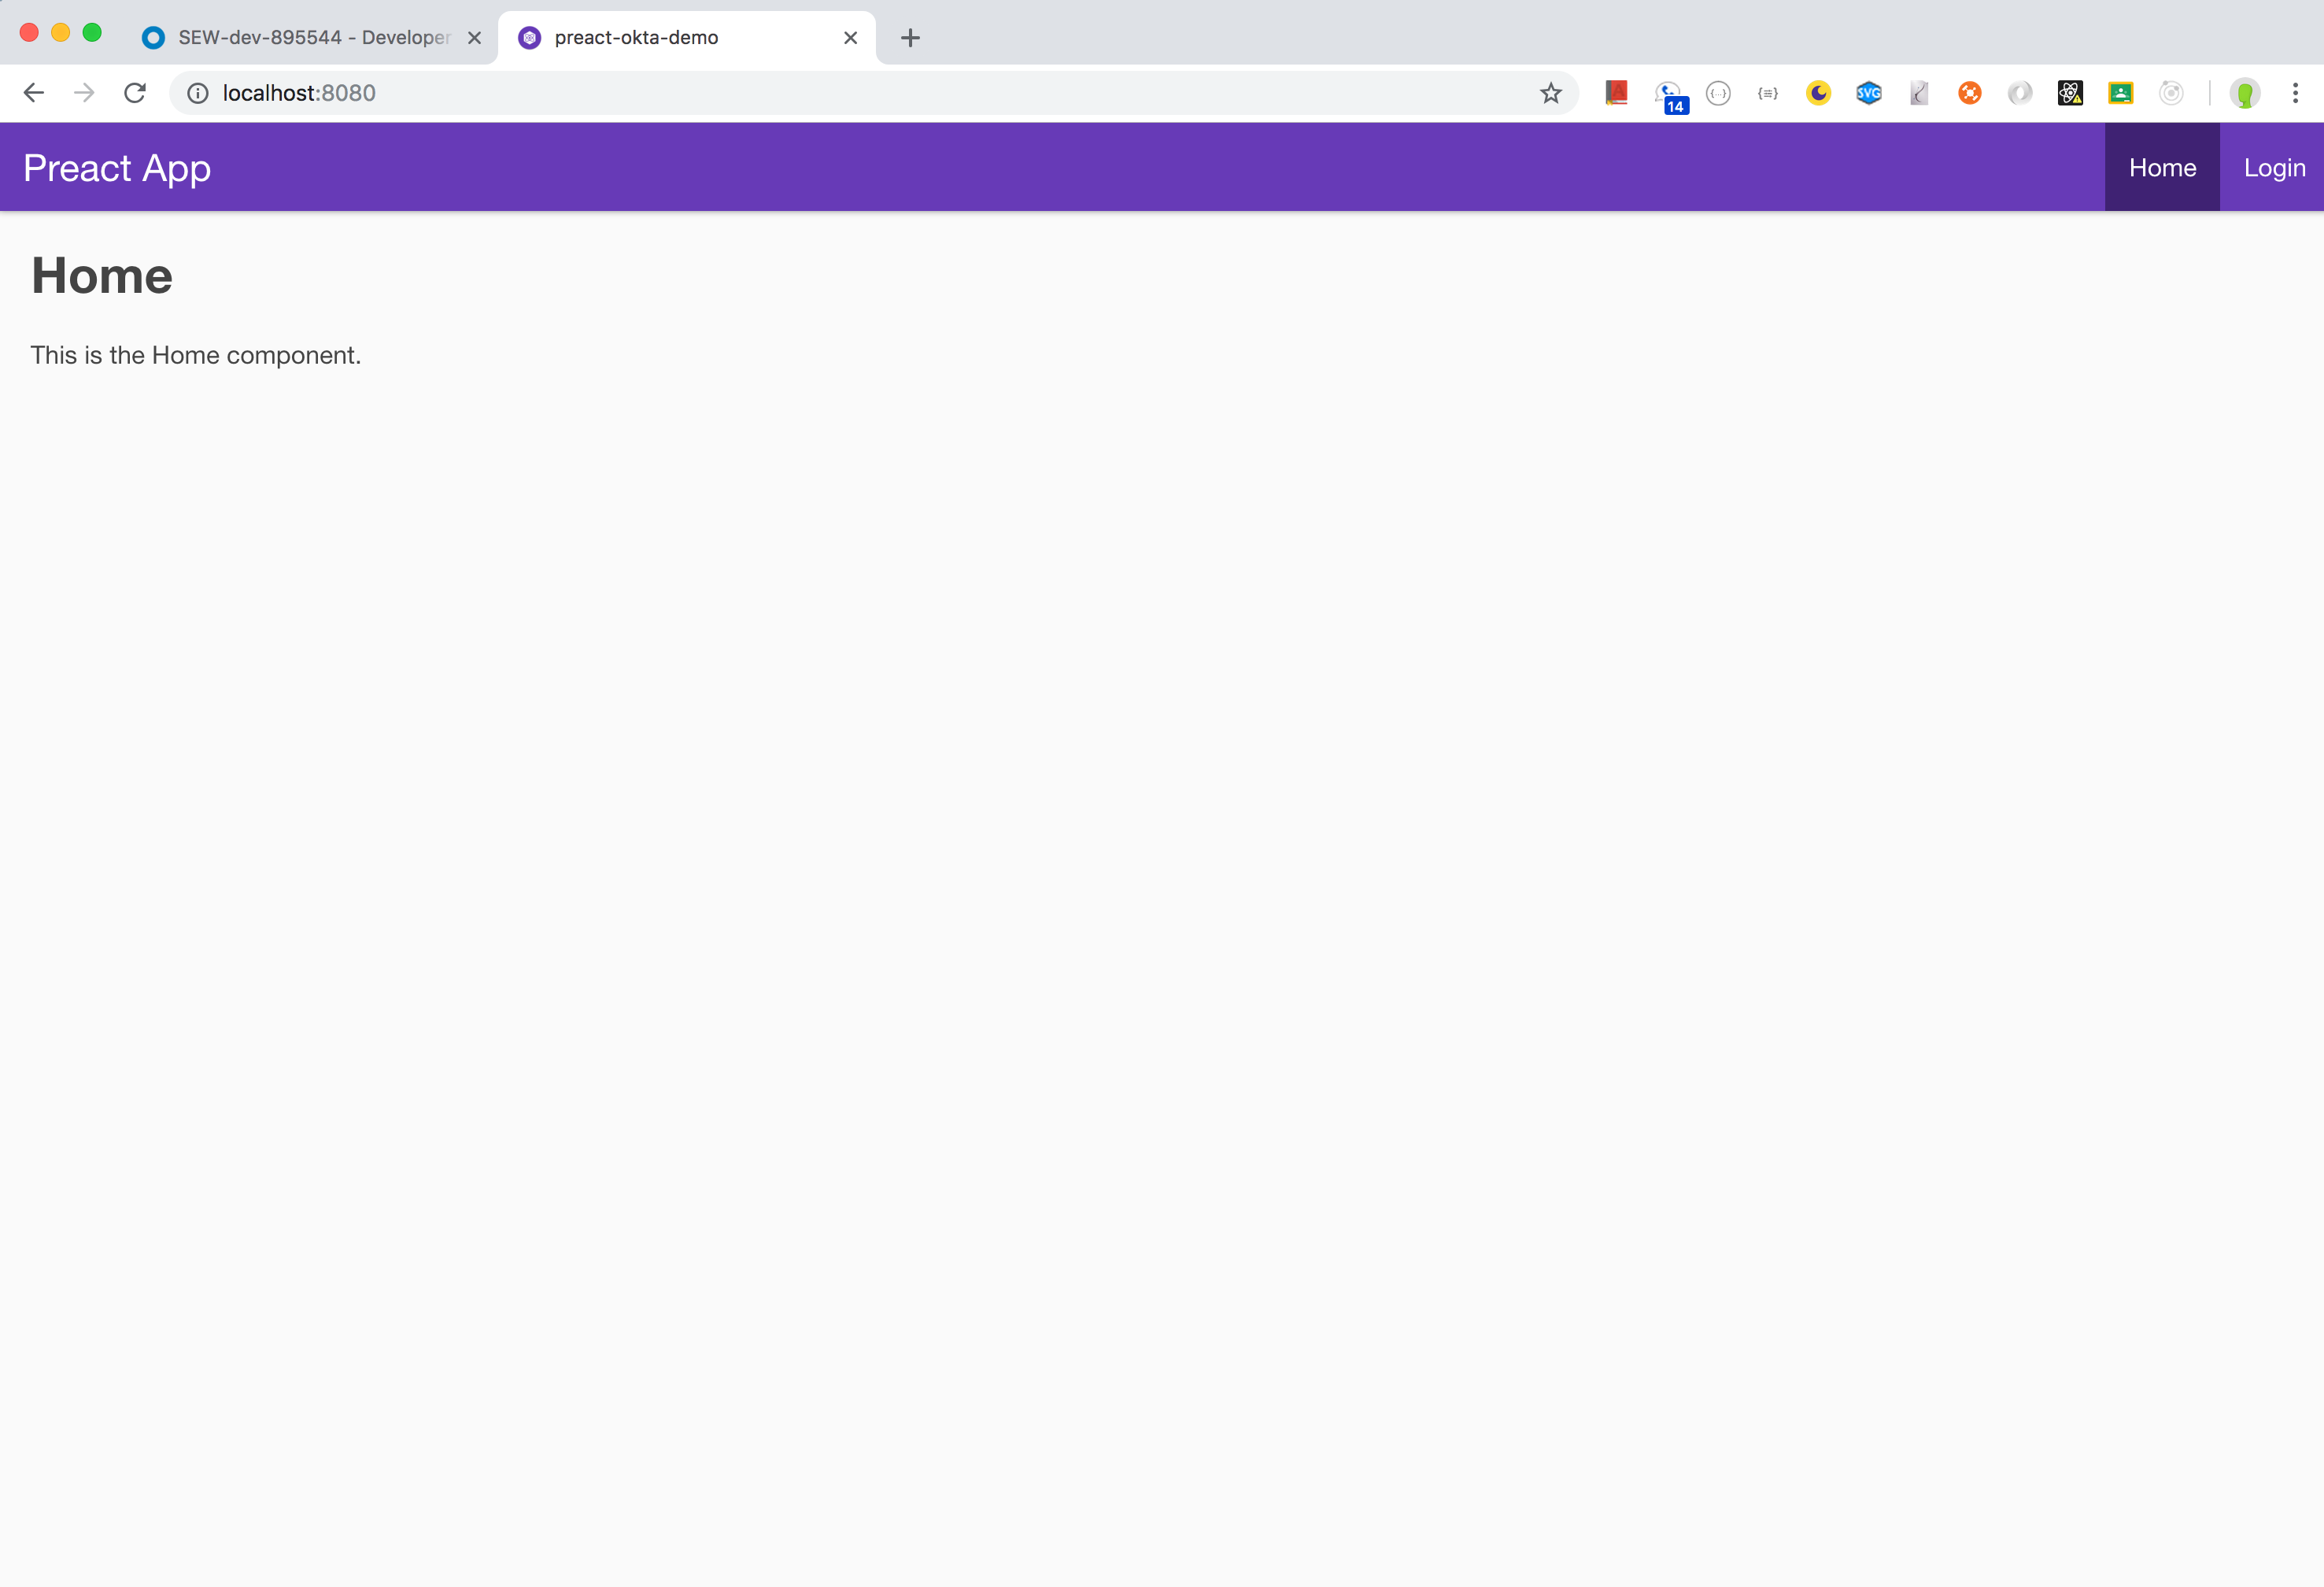 SEW-dev-895544 - Developer
preact-okta-demo
localhost:8080
14
SVG
Preact App
Home
Login
Home
This is the Home component.